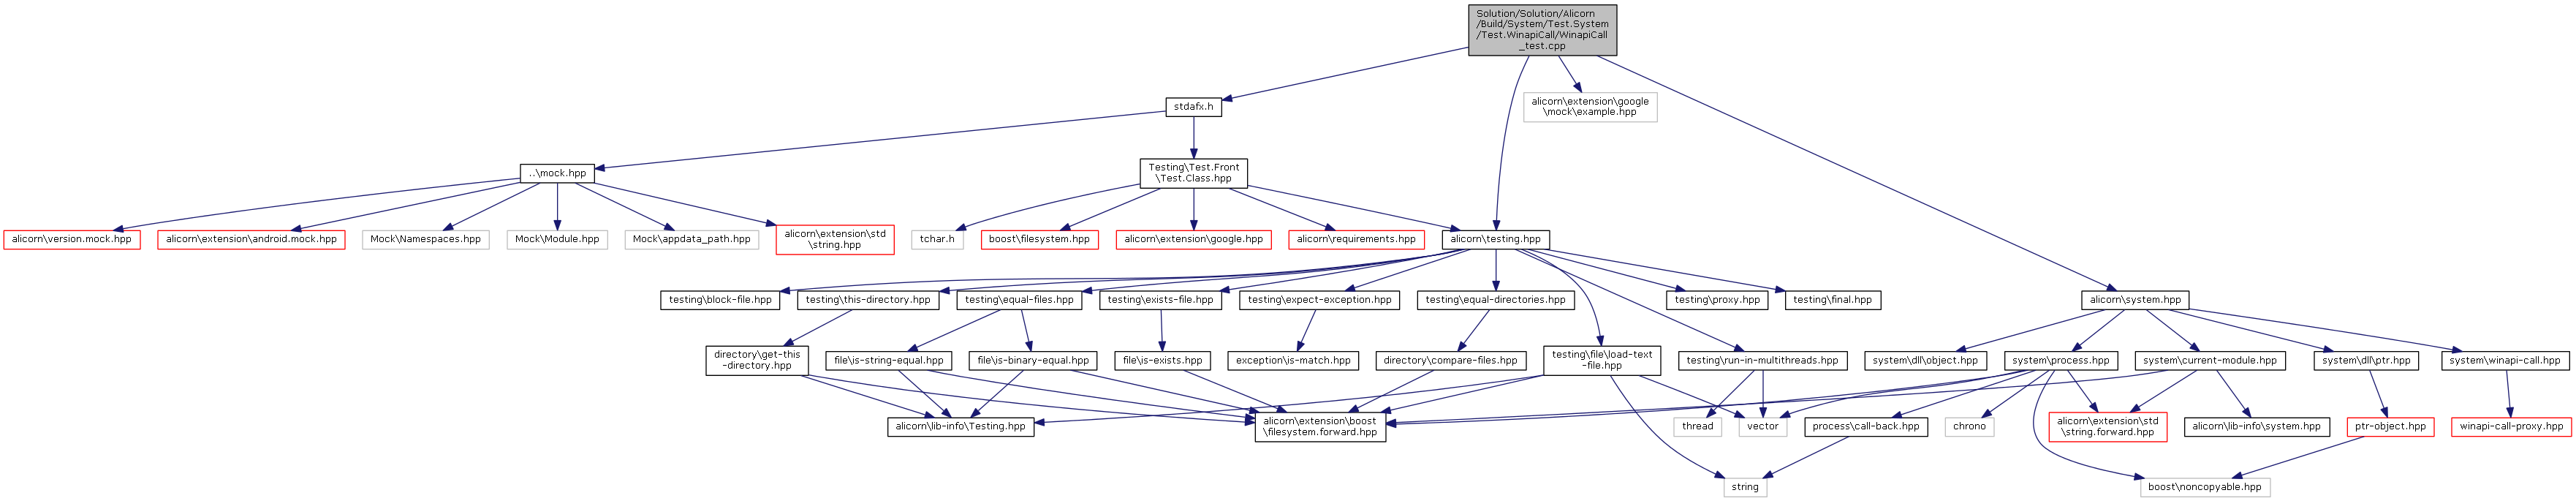 Solution/Solution/Alicorn
/Build/System/Test.System
/Test.WinapiCall/WinapiCall
_test.cpp
stdafx.h
alicorn\extension\google
\mock\example.hpp
..\mock.hpp
Testing\Test.Front
\Test.Class.hpp
alicorn\version.mock.hpp
alicorn\extension\android.mock.hpp
Mock\Namespaces.hpp
Mock\Module.hpp
Mock\appdata_path.hpp
alicorn\extension\std
\string.hpp
tchar.h
boost\filesystem.hpp
alicorn\extension\google.hpp
alicorn\requirements.hpp
alicorn\testing.hpp
testing\block-file.hpp
testing\this-directory.hpp
testing\equal-files.hpp
testing\exists-file.hpp
testing\expect-exception.hpp
testing\equal-directories.hpp
testing\proxy.hpp
testing\final.hpp
alicorn\system.hpp
directory\get-this
-directory.hpp
file\is-string-equal.hpp
file\is-binary-equal.hpp
file\is-exists.hpp
exception\is-match.hpp
directory\compare-files.hpp
testing\file\load-text
-file.hpp
testing\run-in-multithreads.hpp
system\dll\object.hpp
system\process.hpp
system\current-module.hpp
system\dll\ptr.hpp
system\winapi-call.hpp
alicorn\lib-info\Testing.hpp
alicorn\extension\boost
\filesystem.forward.hpp
thread
vector
process\call-back.hpp
chrono
alicorn\extension\std
\string.forward.hpp
alicorn\lib-info\system.hpp
ptr-object.hpp
winapi-call-proxy.hpp
string
boost\noncopyable.hpp